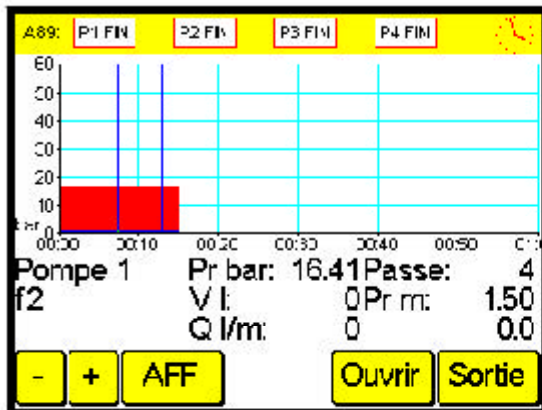 A89: P1 FIN P2 FIN P3 FIN P4 FIN
60
50
40
30
20
10
bar 0
00:00 00:10 00:20 00:30 00:40 00:50
Pompe 1 Pr bar: 16.41 Passe: 4
f2 V l: 0 Pr m: 1.50
Q l/m: 0 0.0
- + AFF Ouvrir Sortie